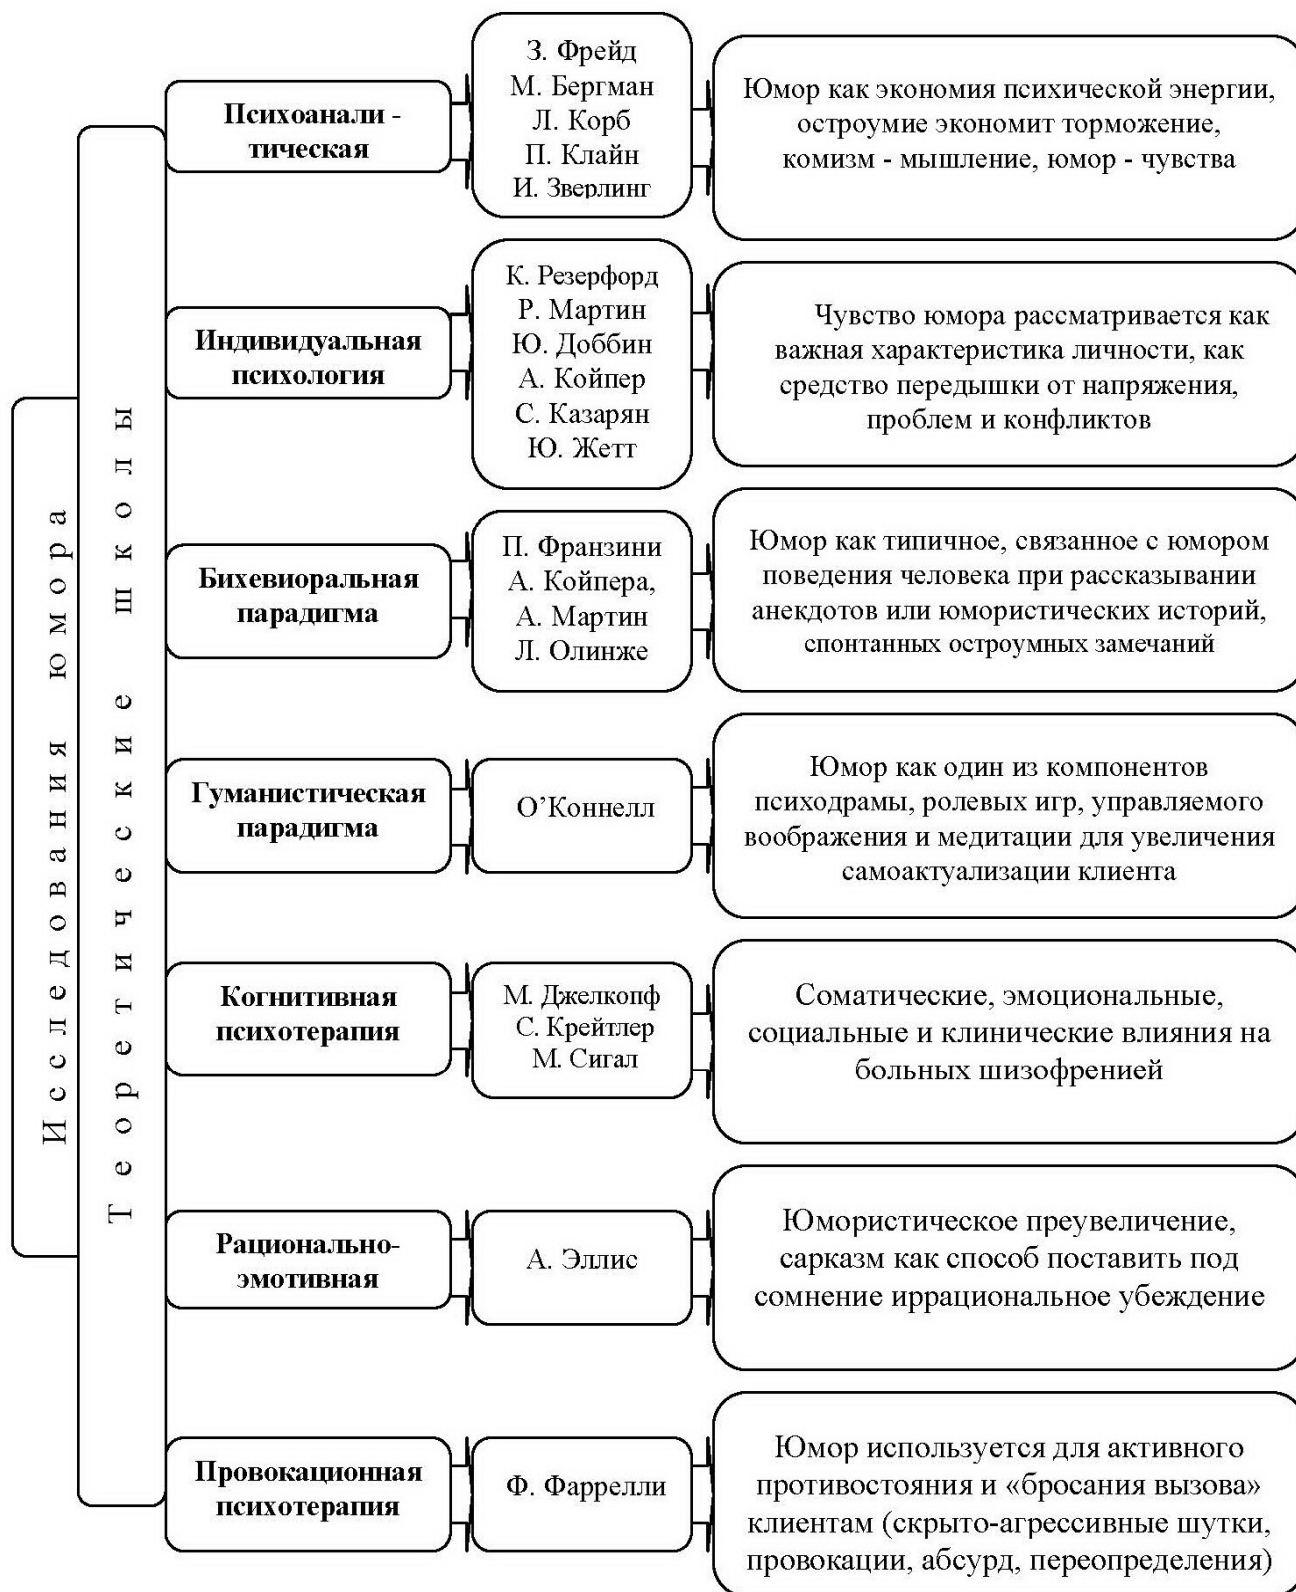 Исследования юмора
Теоретические школы
Психоанали -
тическая
З. Фрейд
М. Бергман
Л. Корб
П. Клайн
И. Зверлинг
Юмор как экономия психической энергии,
остроумие экономит торможение,
комизм - мышление, юмор - чувства
Индивидуальная
психология
К. Резерфорд
Р. Мартин
Ю. Доббин
А. Койпер
С. Казарян
Ю. Жетт
Чувство юмора рассматривается как
важная характеристика личности, как
средство передышки от напряжения,
проблем и конфликтов
Бихевиоральная
парадигма
П. Франзини
А. Койпера,
А. Мартин
Л. Олинже
Юмор как типичное, связанное с юмором
поведения человека при рассказывании
анекдотов или юмористических историй,
спонтанных остроумных замечаний
Гуманистическая
парадигма
О’Коннелл
Юмор как один из компонентов
психодрамы, ролевых игр, управляемого
воображения и медитации для увеличения
самоактуализации клиента
Когнитивная
психотерапия
М. Джелкопф
С. Крейтлер
М. Сигал
Соматические, эмоциональные,
социальные и клинические влияния на
больных шизофренией
Рационально-
эмотивная
А. Эллис
Юмористическое преувеличение,
сарказм как способ поставить под
сомнение иррациональное убеждение
Провокационная
психотерапия
Ф. Фаррелли
Юмор используется для активного
противостояния и «бросания вызова»
клиентам (скрыто-агрессивные шутки,
провокации, абсурд, переопределения)